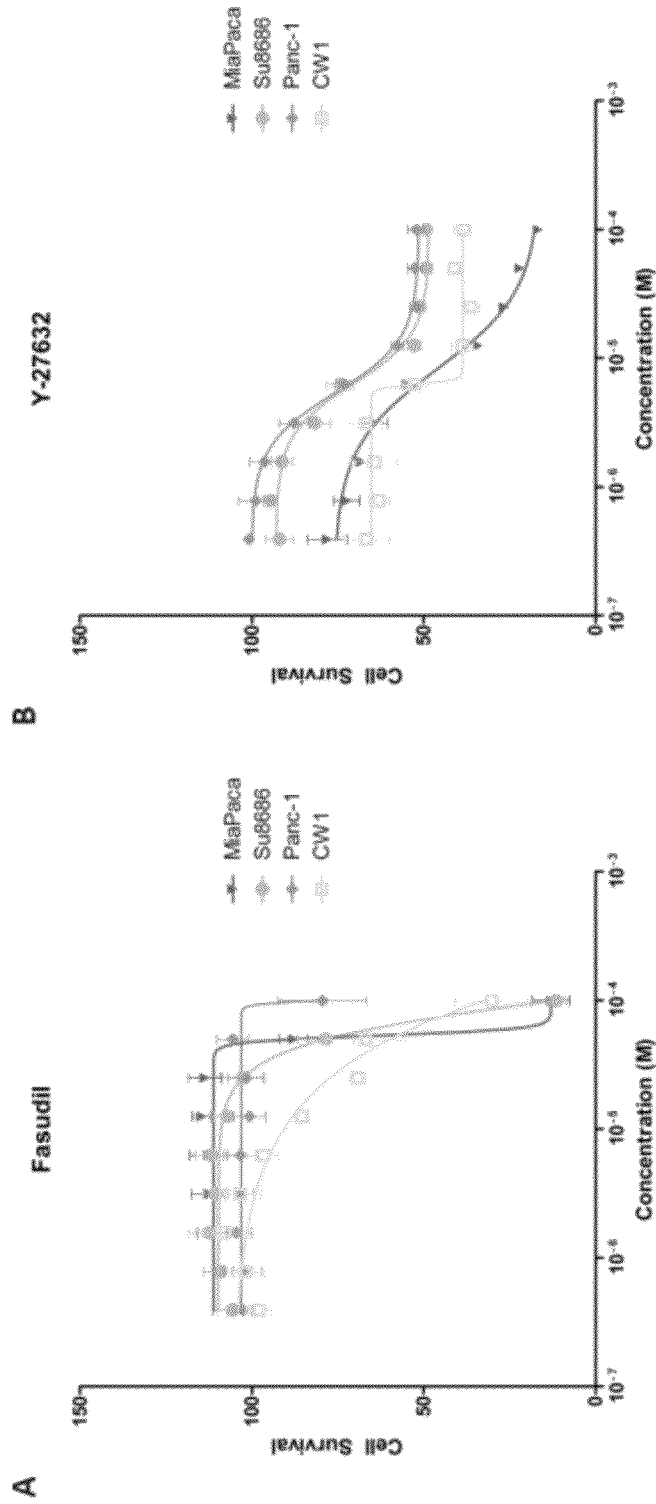 A
Fasudil
MiaPaca
Su8686
Panc-1
CW1
Cell Survival
150
100
50
0
10-7
10-6
10-5
10-4
10-3
Concentration (M)
B
Y-27632
MiaPaca
Su8686
Panc-1
CW1
Cell Survival
150
100
50
0
10-7
10-6
10-5
10-4
10-3
Concentration (M)